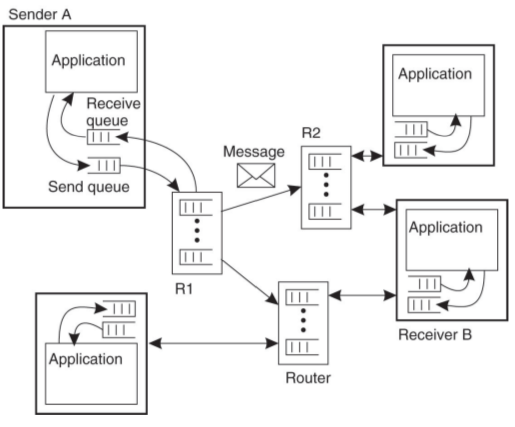 Sender A
Application
Receive
queue
Send queue
Message
R2
Application
R1
Application
Receiver B
Application
Router